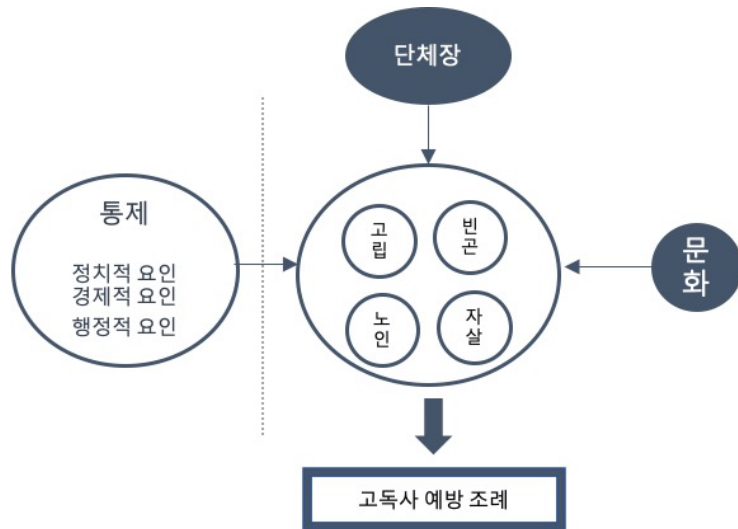 단체장
통제
정치적 요인
경제적 요인
행정적 요인
고
립
빈
곤
노
인
자
살
문
화
고독사 예방 조례